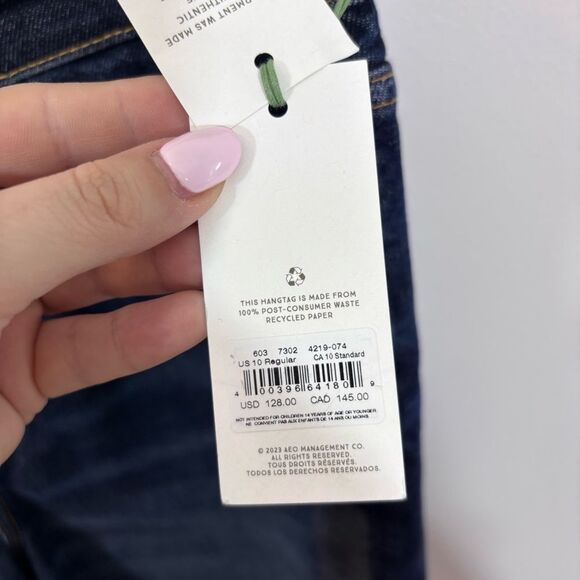 RMENT WAS MADE
THENTIC
THIS HANGTAG IS MADE FROM
100% POST-CONSUMER WASTE
RECYCLED PAPER
603 7302 4219-074
US 10 Regular CA 10 Standard
4 00396 64180 9
USD 128.00 CAD 145.00
NOT INTENDED FOR CHILDREN 14 YEARS OF AGE OR YOUNGER
NE CONVIENT PAS AUX ENFANTS DE 14 ANS OU MOINS
© 2023 AEO MANAGEMENT CO.
ALL RIGHTS RESERVED.
TOUS DROITS RÉSERVÉS.
TODOS LOS DERECHOS RESERVADOS.